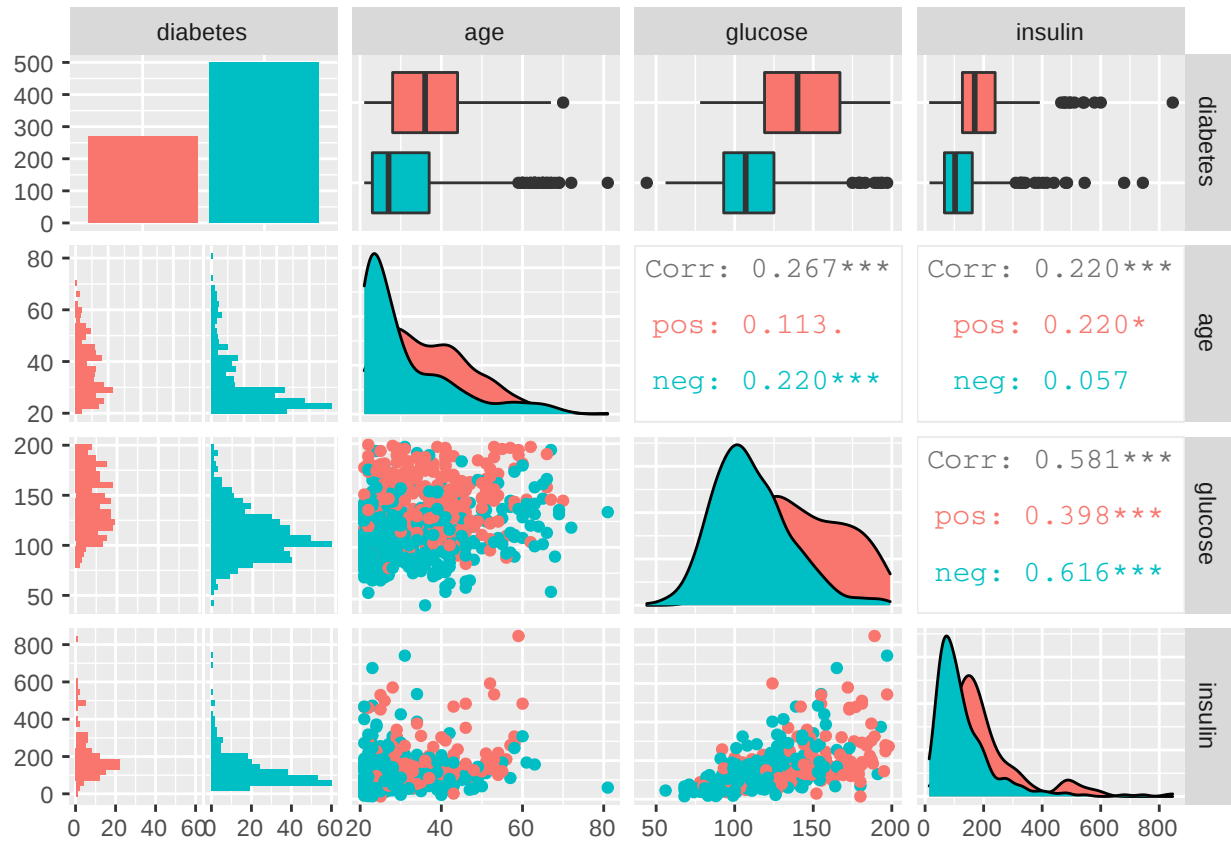 diabetes age glucose insulin
500
400
300
200
100
0
diabetes
80
60
40
20
Corr: 0.267***
pos: 0.113.
neg: 0.220***
Corr: 0.220***
pos: 0.220*
neg: 0.057
age
200
150
100
50
Corr: 0.581***
pos: 0.398***
neg: 0.616***
glucose
800
600
400
200
0
insulin
0 20 40 60 0 20 40 60 20 40 60 80 50 100 150 200 0 200 400 600 800